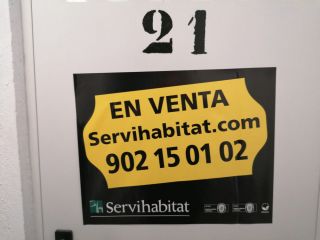 21
EN VENTA
Servihabitat.com
902 15 01 02
Servihabitat